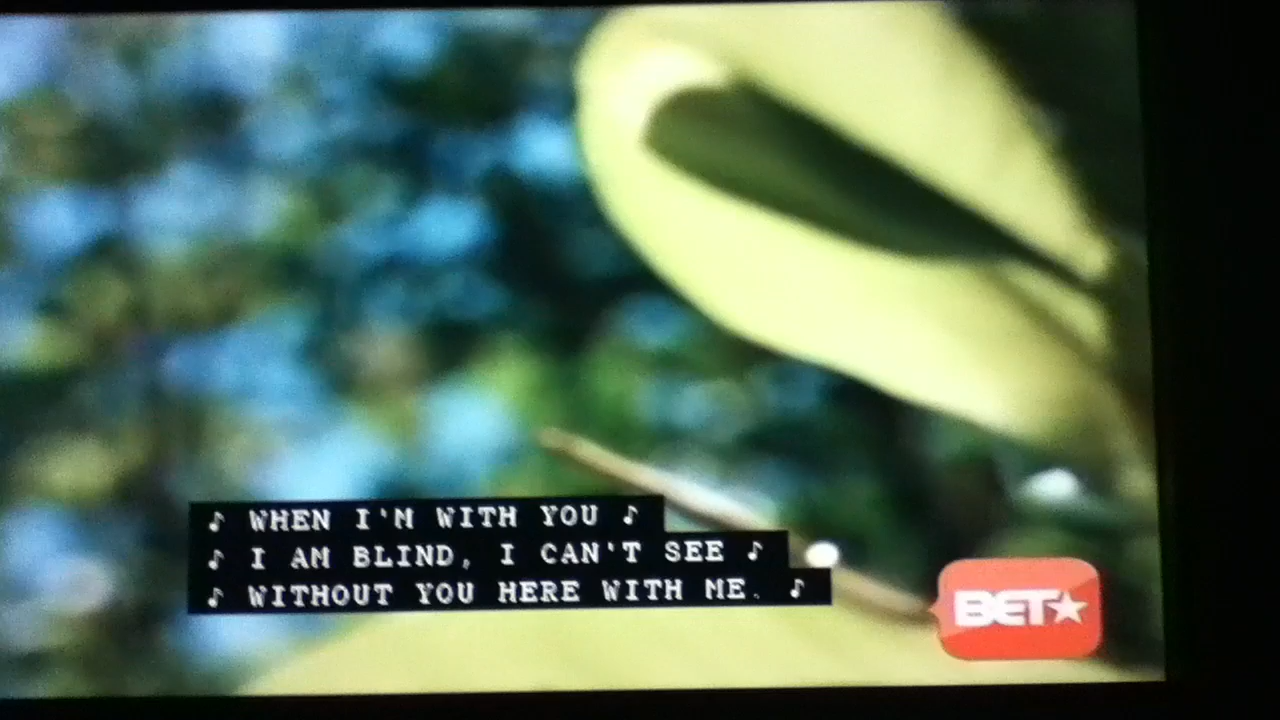 ♪ WHEN I'M WITH YOU ♪
♪ I AM BLIND, I CAN'T SEE ♪
♪ WITHOUT YOU HERE WITH ME. ♪
BET★